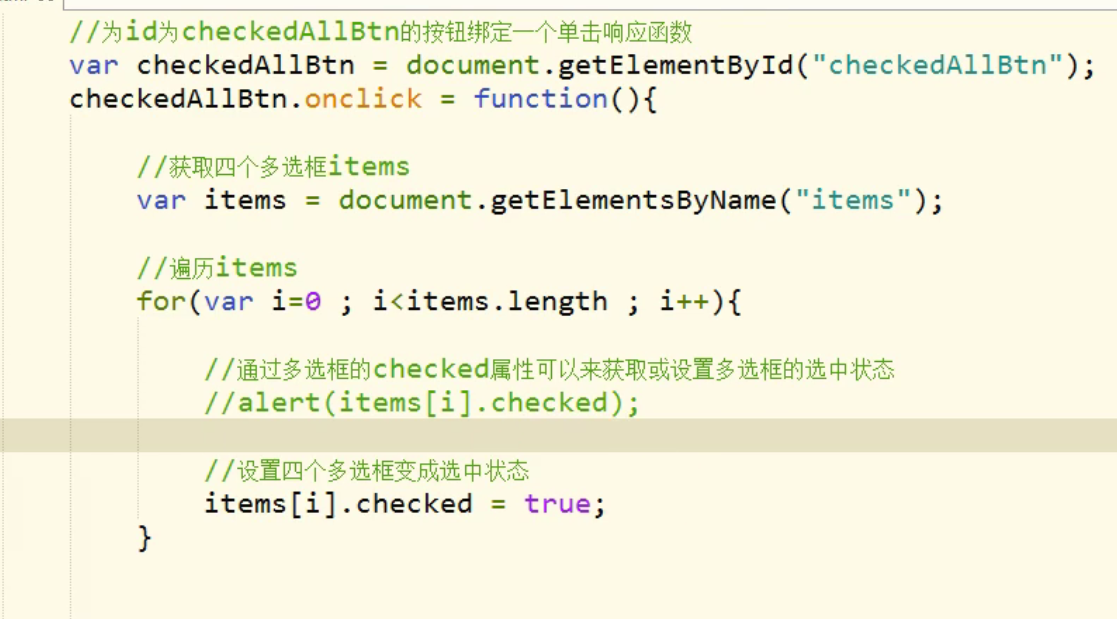 //为id为checkedAllBtn的按钮绑定一个单击响应函数
var checkedAllBtn = document.getElementById("checkedAllBtn");
checkedAllBtn.onclick = function(){
//获取四个多选框items
var items = document.getElementsByName("items");
//遍历items
for(var i=0 ; i<items.length ; i++){
//通过多选框的checked属性可以来获取或设置多选框的选中状态
//alert(items[i].checked);
//设置四个多选框变成选中状态
items[i].checked = true;
}